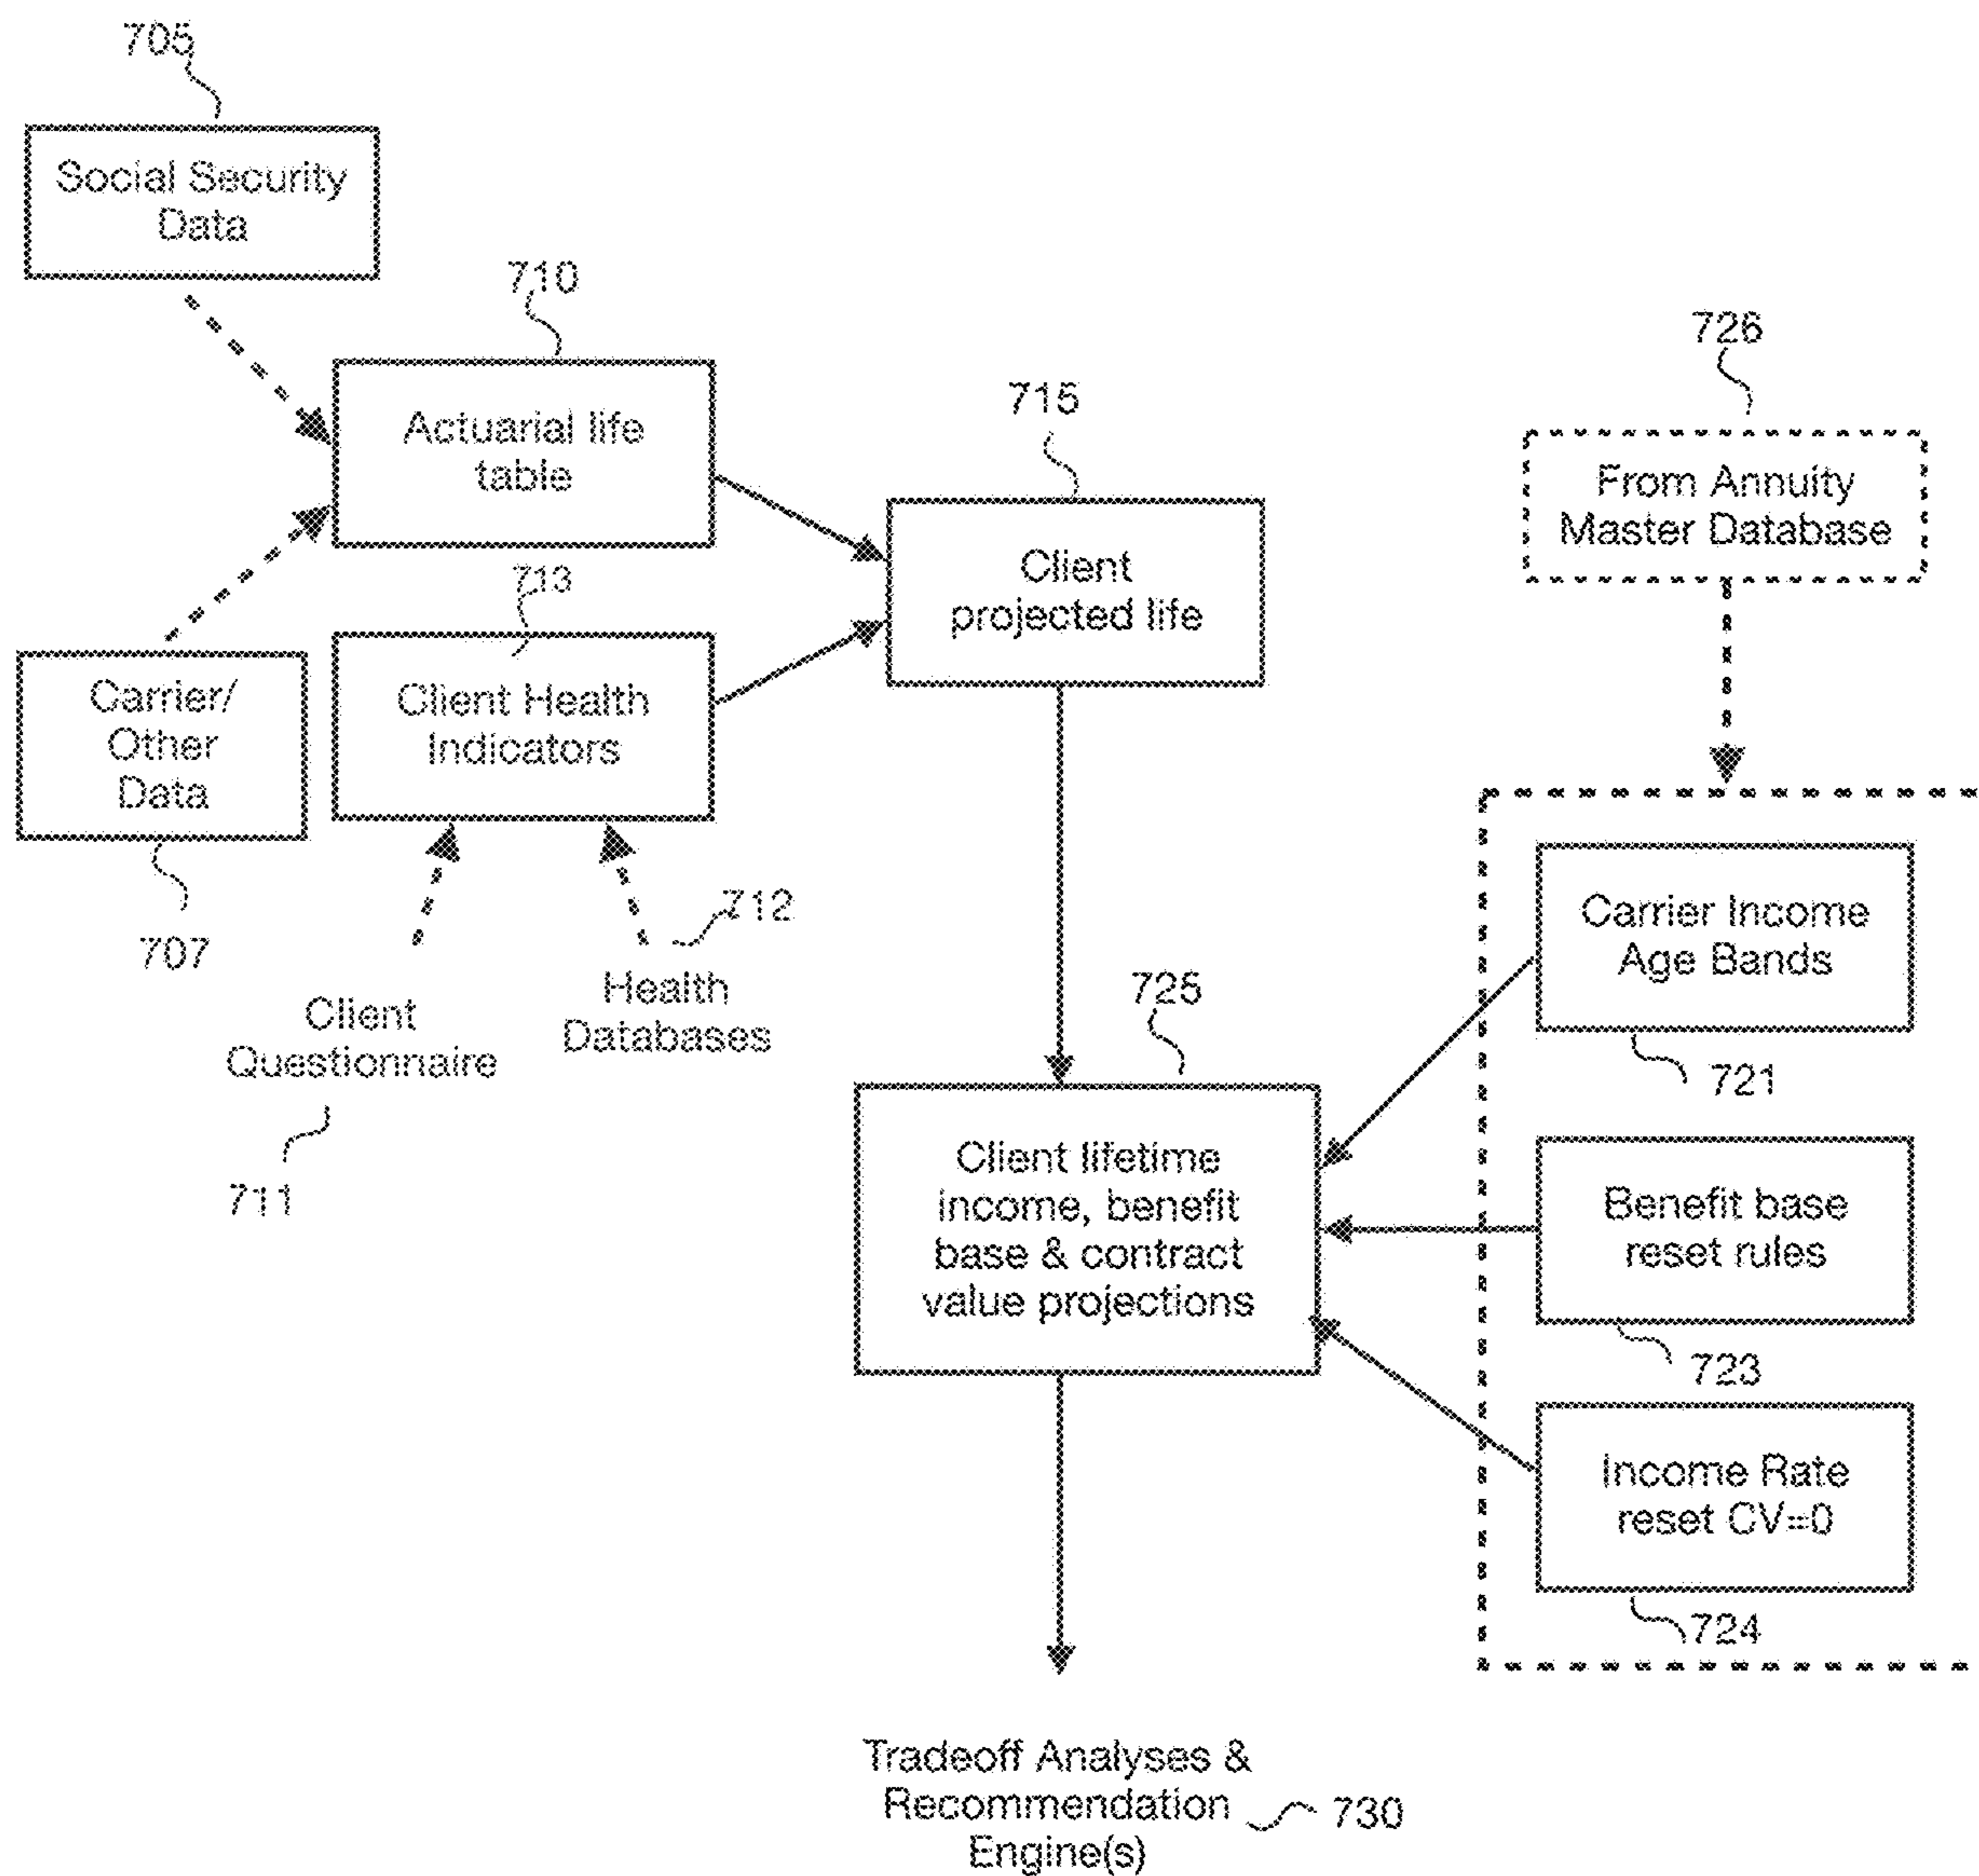 705
Social Security
Data
710
Actuarial life
table
726
From Annuity
Master Database
715
Client
projected life
713
Client Health
Indicators
Carrier/
Other
Data
707
712
Health
Databases
Client
Questionnaire
711
725
Client lifetime
income, benefit
base & contract
value projections
Carrier Income
Age Bands
721
Benefit base
reset rules
723
Income Rate
reset CV=0
724
Tradeoff Analyses &
Recommendation
Engine(s)
730